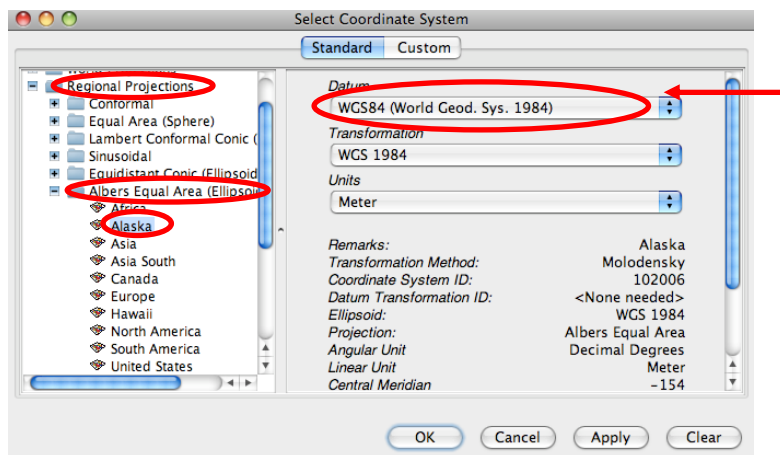 Select Coordinate System
Standard Custom
Regional Projections
Conformal
Equal Area (Sphere)
Lambert Conformal Conic (
Sinusoidal
Equidistant Conic (Ellipsoid
Albers Equal Area (Ellipsoi
Africa
Alaska
Asia
Asia South
Canada
Europe
Hawaii
North America
South America
United States
Datum
WGS84 (World Geod. Sys. 1984)
Transformation
WGS 1984
Units
Meter
Remarks: Alaska
Transformation Method: Molodensky
Coordinate System ID: 102006
Datum Transformation ID: <None needed>
Ellipsoid: WGS 1984
Projection: Albers Equal Area
Angular Unit Decimal Degrees
Linear Unit Meter
Central Meridian -154
OK Cancel Apply Clear